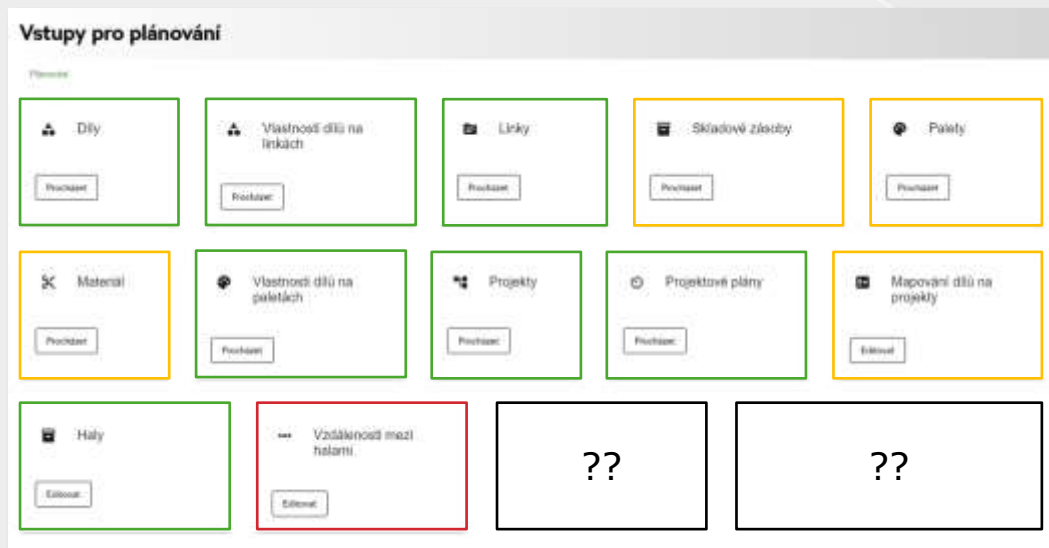 Vstupy pro plánování
Plánování
Díly
Vlastnosti dílů na
linkách
Linky
Skladové zásoby
Palety
Procházet
Procházet
Procházet
Procházet
Procházet
Materiál
Vlastnosti dílů na
paletách
Projekty
Projektové plány
Mapování dílů na
projekty
Procházet
Procházet
Procházet
Procházet
Editovat
Haly
Vzdálenosti mezi
halami
??
??
Editovat
Editovat